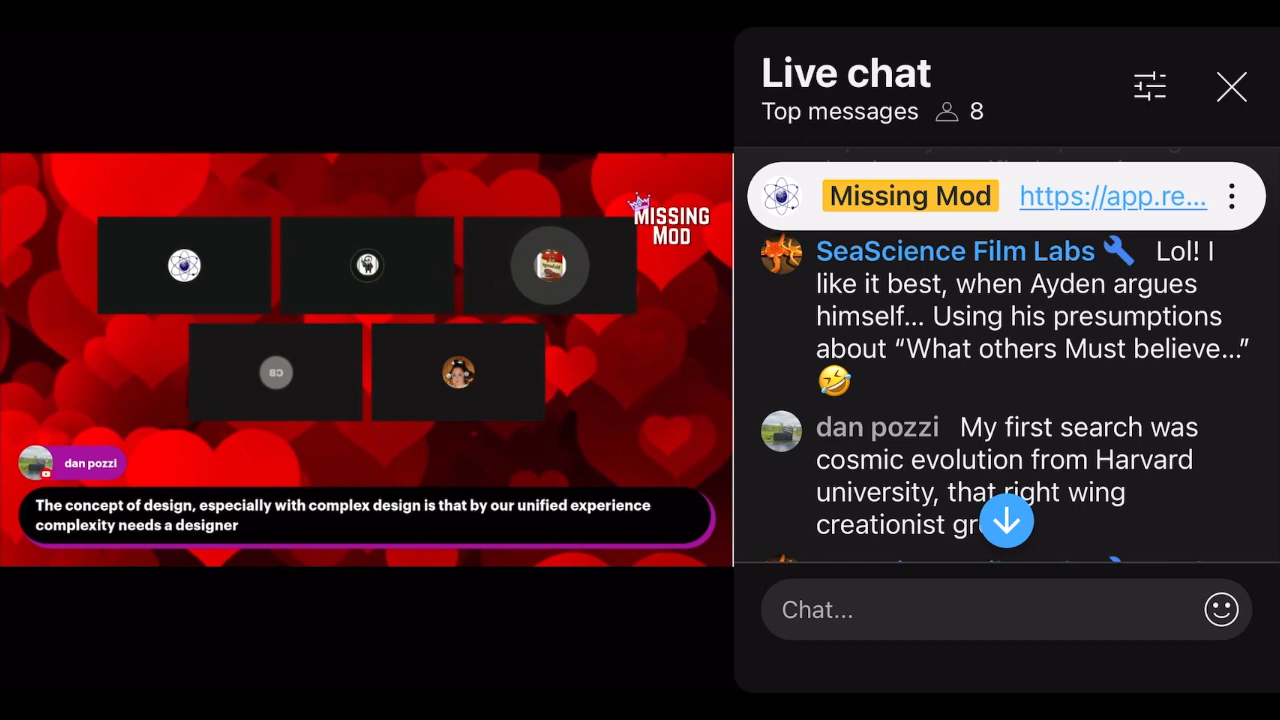 MISSING
MOD
CB
dan pozzi
The concept of design, especially with complex design is that by our unified experience
complexity needs a designer
Live chat
Top messages 8
Missing Mod https://app.re...
SeaScience Film Labs 🔧 Lol! I
like it best, when Ayden argues
himself... Using his presumptions
about “What others Must believe...”
🤣
dan pozzi My first search was
cosmic evolution from Harvard
university, that right wing
creationist
Chat...